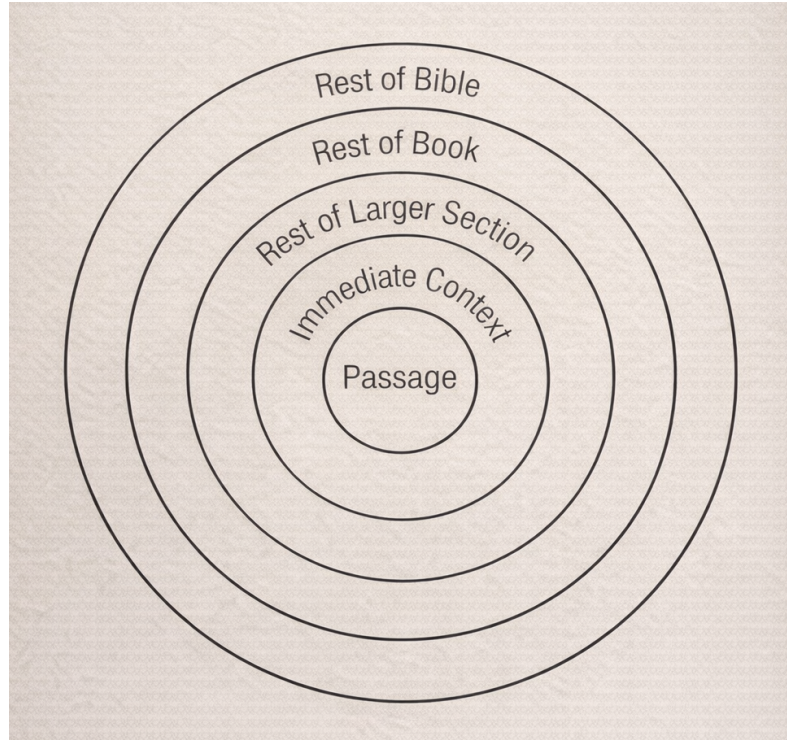 Rest of Bible
Rest of Book
Rest of Larger Section
Immediate Context
Passage